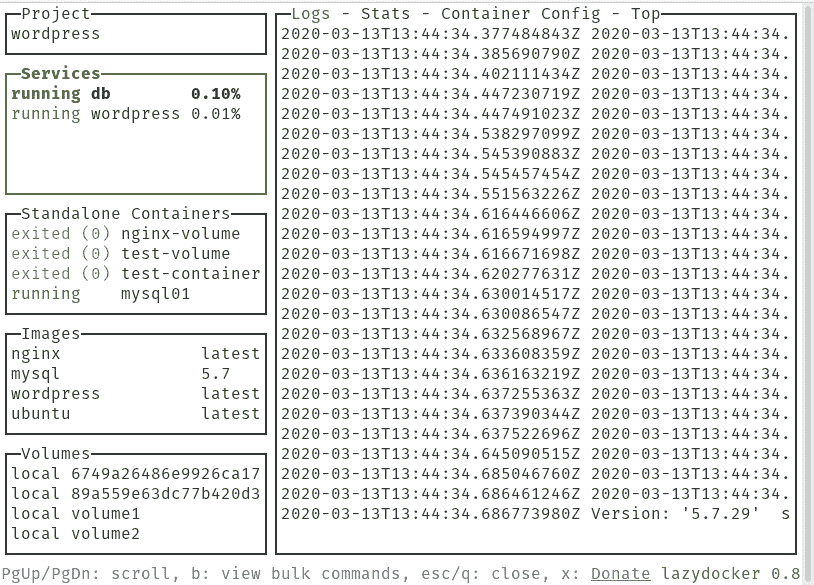 Project
wordpress
Services
running db 0.10%
running wordpress 0.01%
Standalone Containers
exited (0) nginx-volume
exited (0) test-volume
exited (0) test-container
running mysql01
Images
nginx latest
mysql 5.7
wordpress latest
ubuntu latest
Volumes
local 6749a26486e9926ca17
local 89a559e63dc77b420d3
local volume1
local volume2
Logs - Stats - Container Config - Top
2020-03-13T13:44:34.377484843Z 2020-03-13T13:44:34.
2020-03-13T13:44:34.385690790Z 2020-03-13T13:44:34.
2020-03-13T13:44:34.402111434Z 2020-03-13T13:44:34.
2020-03-13T13:44:34.447230719Z 2020-03-13T13:44:34.
2020-03-13T13:44:34.447491023Z 2020-03-13T13:44:34.
2020-03-13T13:44:34.538297099Z 2020-03-13T13:44:34.
2020-03-13T13:44:34.545390883Z 2020-03-13T13:44:34.
2020-03-13T13:44:34.545457454Z 2020-03-13T13:44:34.
2020-03-13T13:44:34.551563226Z 2020-03-13T13:44:34.
2020-03-13T13:44:34.616446606Z 2020-03-13T13:44:34.
2020-03-13T13:44:34.616594997Z 2020-03-13T13:44:34.
2020-03-13T13:44:34.616671698Z 2020-03-13T13:44:34.
2020-03-13T13:44:34.620277631Z 2020-03-13T13:44:34.
2020-03-13T13:44:34.630014517Z 2020-03-13T13:44:34.
2020-03-13T13:44:34.630086547Z 2020-03-13T13:44:34.
2020-03-13T13:44:34.632568967Z 2020-03-13T13:44:34.
2020-03-13T13:44:34.633608359Z 2020-03-13T13:44:34.
2020-03-13T13:44:34.636163219Z 2020-03-13T13:44:34.
2020-03-13T13:44:34.637255363Z 2020-03-13T13:44:34.
2020-03-13T13:44:34.637390344Z 2020-03-13T13:44:34.
2020-03-13T13:44:34.637522696Z 2020-03-13T13:44:34.
2020-03-13T13:44:34.645090515Z 2020-03-13T13:44:34.
2020-03-13T13:44:34.685046760Z 2020-03-13T13:44:34.
2020-03-13T13:44:34.686461246Z 2020-03-13T13:44:34.
2020-03-13T13:44:34.686773980Z Version: '5.7.29' s
PgUp/PgDn: scroll, b: view bulk commands, esc/q: close, x: Donate lazydocker 0.8